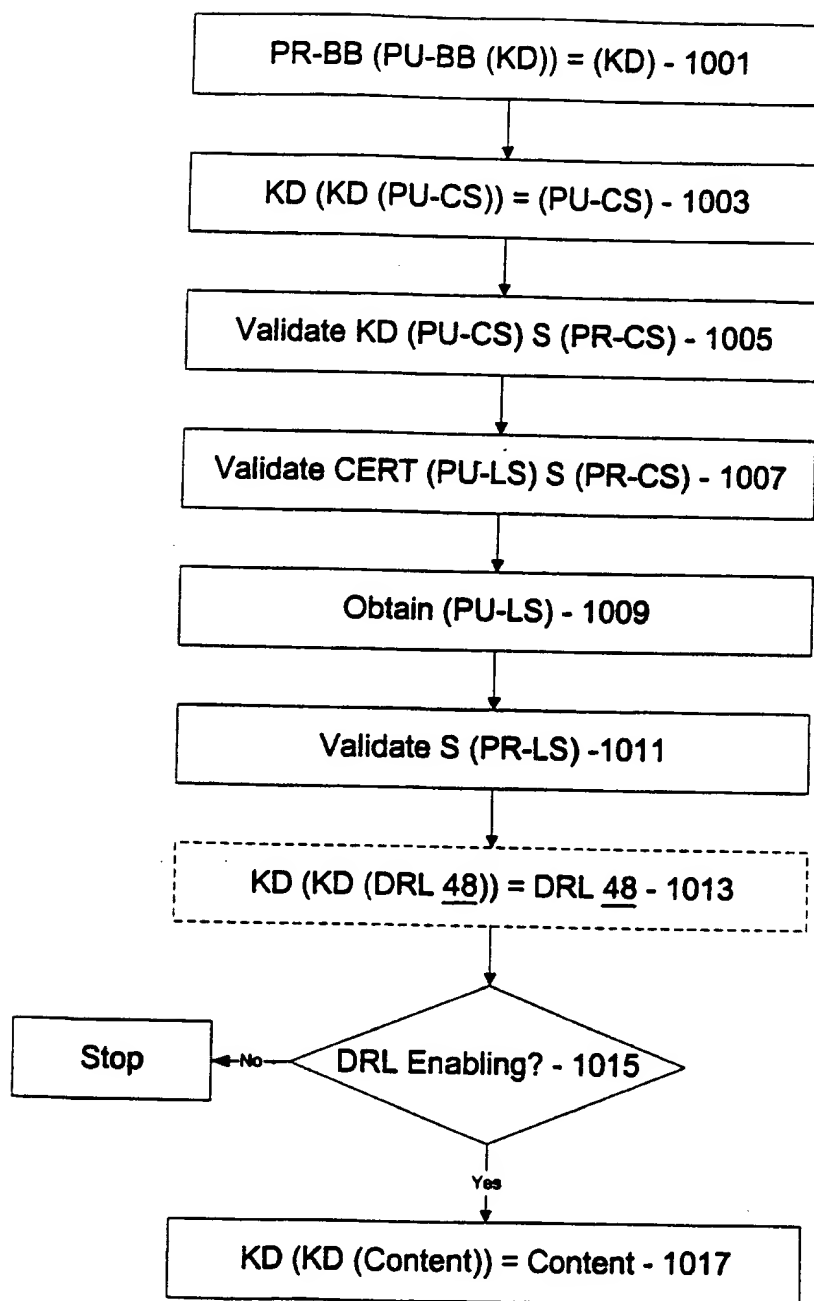 PR-BB (PU-BB (KD)) = (KD) - 1001
KD (KD (PU-CS)) = (PU-CS) - 1003
Validate KD (PU-CS) S (PR-CS) - 1005
Validate CERT (PU-LS) S (PR-CS) - 1007
Obtain (PU-LS) - 1009
Validate S (PR-LS) -1011
KD (KD (DRL 48)) = DRL 48 - 1013
DRL Enabling? - 1015
No
Stop
Yes
KD (KD (Content)) = Content - 1017